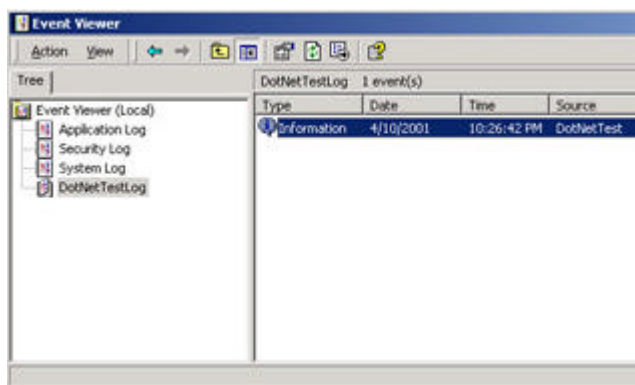 Event Viewer
Action View
Tree
DotNetTestLog 1 event(s)
Event Viewer (Local)
Application Log
Security Log
System Log
DotNetTestLog
Type Date Time Source
Information 4/10/2001 10:26:42 PM DotNetTest